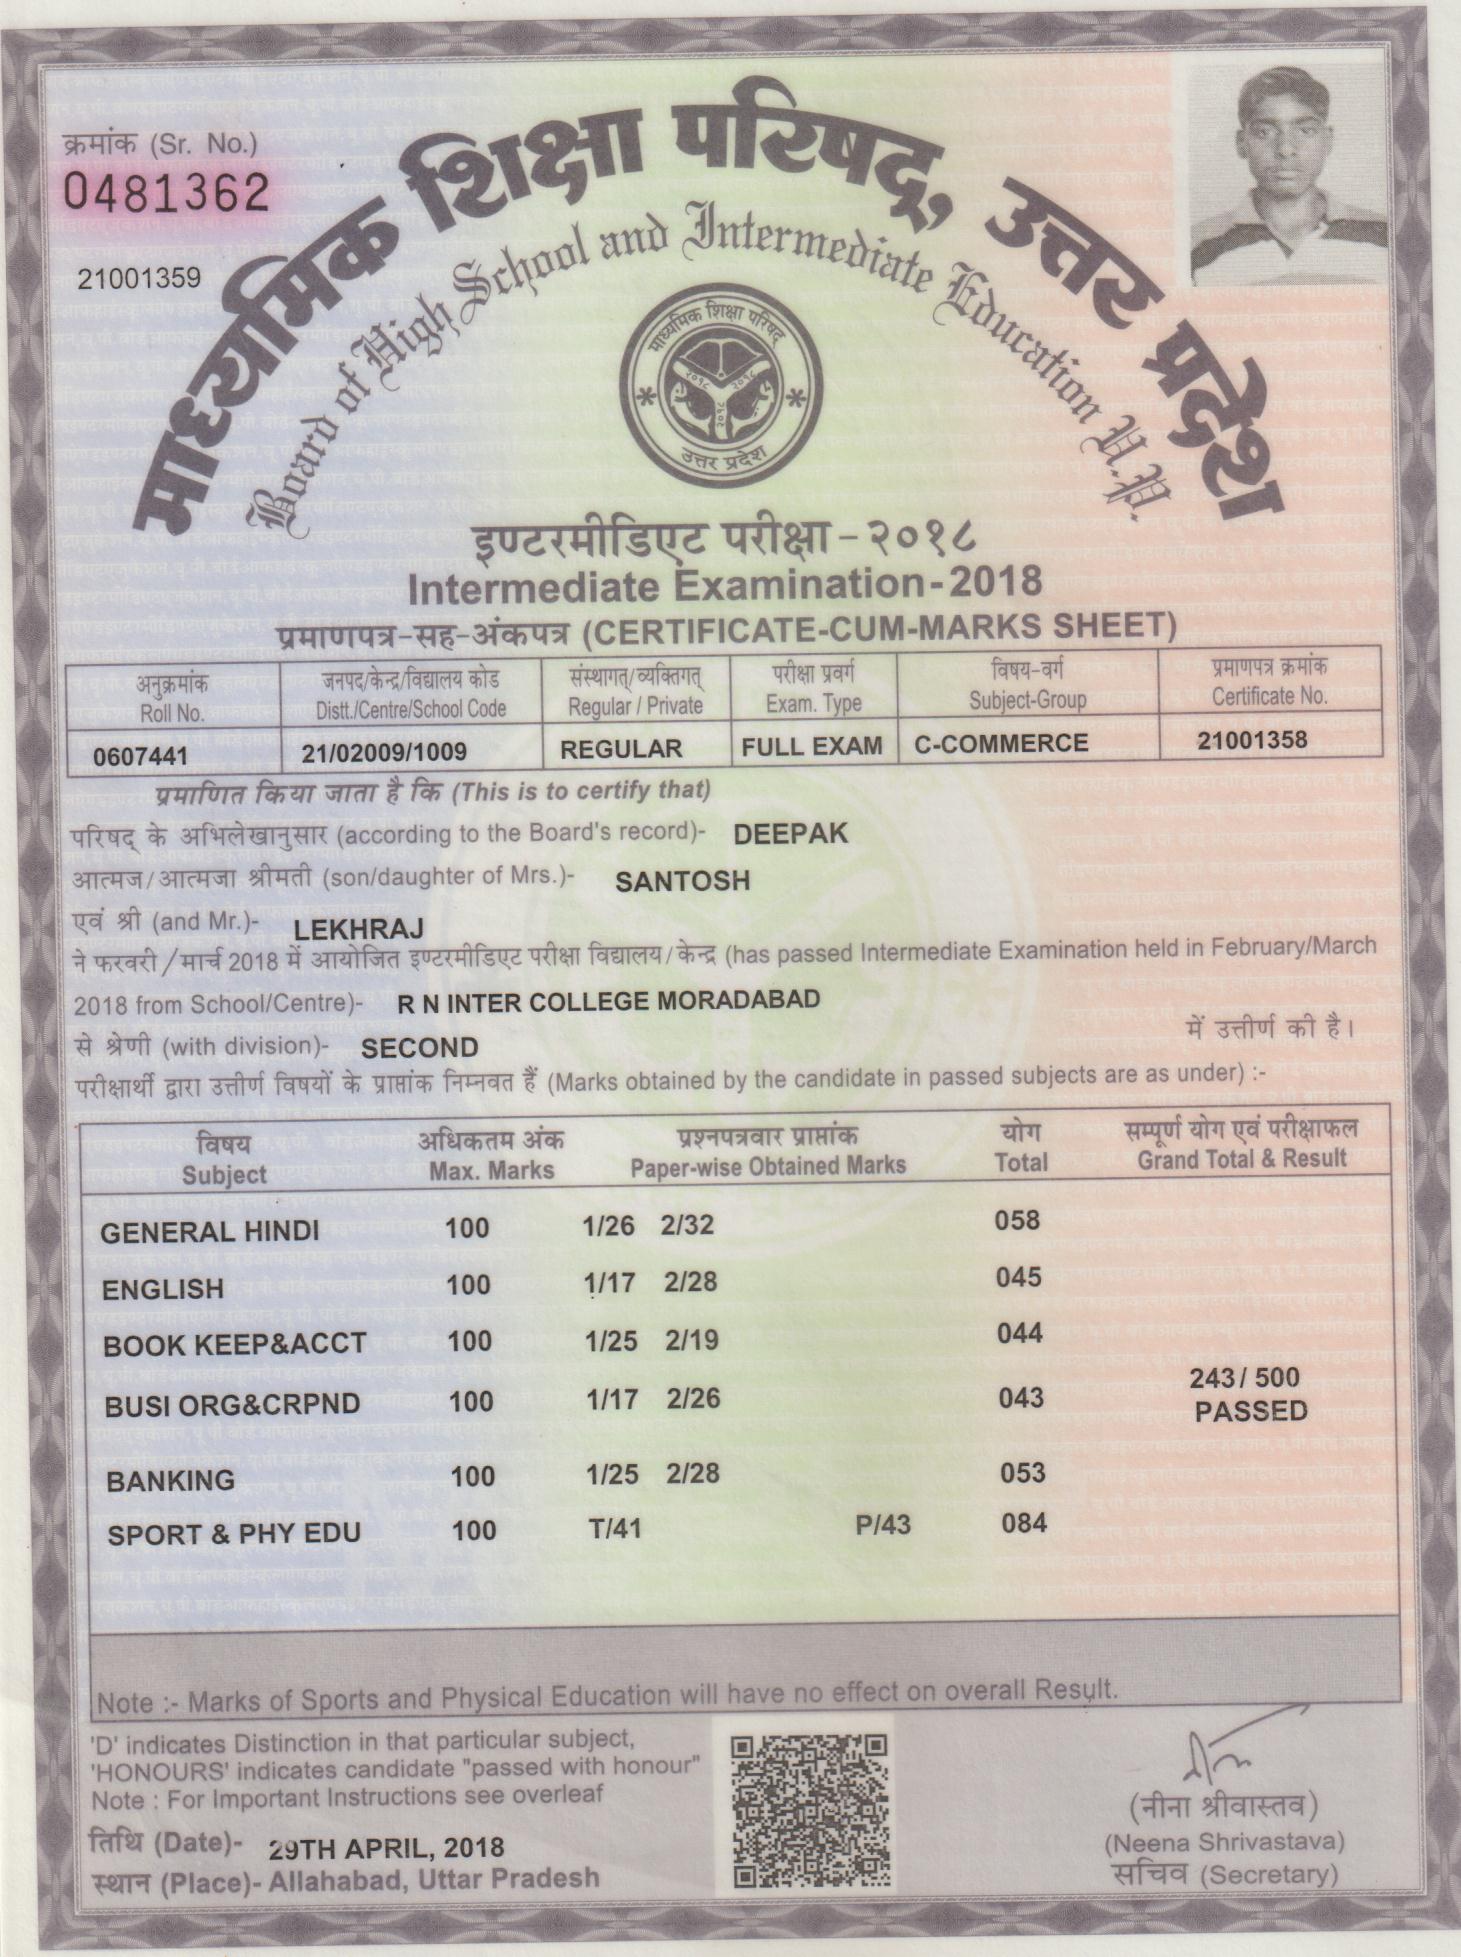 क्रमांक (Sr. No.)
0481362
21001359
माध्यमिक शिक्षा परिषद्, उत्तर प्रदेश
Board of High School and Intermediate Education U.P.
माध्यमिक शिक्षा परिषद्
२०१८ २०१८
२०१८
उत्तर प्रदेश
इण्टरमीडिएट परीक्षा - २०१८
Intermediate Examination - 2018
प्रमाणपत्र-सह-अंकपत्र (CERTIFICATE-CUM-MARKS SHEET)
अनुक्रमांक जनपद/केन्द्र/विद्यालय कोड संस्थागत्/व्यक्तिगत् परीक्षा प्रवर्ग विषय-वर्ग प्रमाणपत्र क्रमांक
Roll No. Distt./Centre/School Code Regular / Private Exam. Type Subject-Group Certificate No.
0607441 21/02009/1009 REGULAR FULL EXAM C-COMMERCE 21001358
प्रमाणित किया जाता है कि (This is to certify that)
परिषद् के अभिलेखानुसार (according to the Board's record)- DEEPAK
आत्मज/आत्मजा श्रीमती (son/daughter of Mrs.)- SANTOSH
एवं श्री (and Mr.)- LEKHRAJ
ने फरवरी/मार्च 2018 में आयोजित इण्टरमीडिएट परीक्षा विद्यालय/केन्द्र (has passed Intermediate Examination held in February/March
2018 from School/Centre)- R N INTER COLLEGE MORADABAD
से श्रेणी (with division)- SECOND में उत्तीर्ण की है।
परीक्षार्थी द्वारा उत्तीर्ण विषयों के प्राप्तांक निम्नवत हैं (Marks obtained by the candidate in passed subjects are as under) :-
विषय अधिकतम अंक प्रश्नपत्रवार प्राप्तांक योग सम्पूर्ण योग एवं परीक्षाफल
Subject Max. Marks Paper-wise Obtained Marks Total Grand Total & Result
GENERAL HINDI 100 1/26 2/32 058
ENGLISH 100 1/17 2/28 045
BOOK KEEP&ACCT 100 1/25 2/19 044
BUSI ORG&CRPND 100 1/17 2/26 043 243/ 500
PASSED
BANKING 100 1/25 2/28 053
SPORT & PHY EDU 100 T/41 P/43 084
Note :- Marks of Sports and Physical Education will have no effect on overall Result.
'D' indicates Distinction in that particular subject,
'HONOURS' indicates candidate "passed with honour"
Note : For Important Instructions see overleaf
तिथि (Date)- 29TH APRIL, 2018
स्थान (Place)- Allahabad, Uttar Pradesh
(नीना श्रीवास्तव)
(Neena Shrivastava)
सचिव (Secretary)